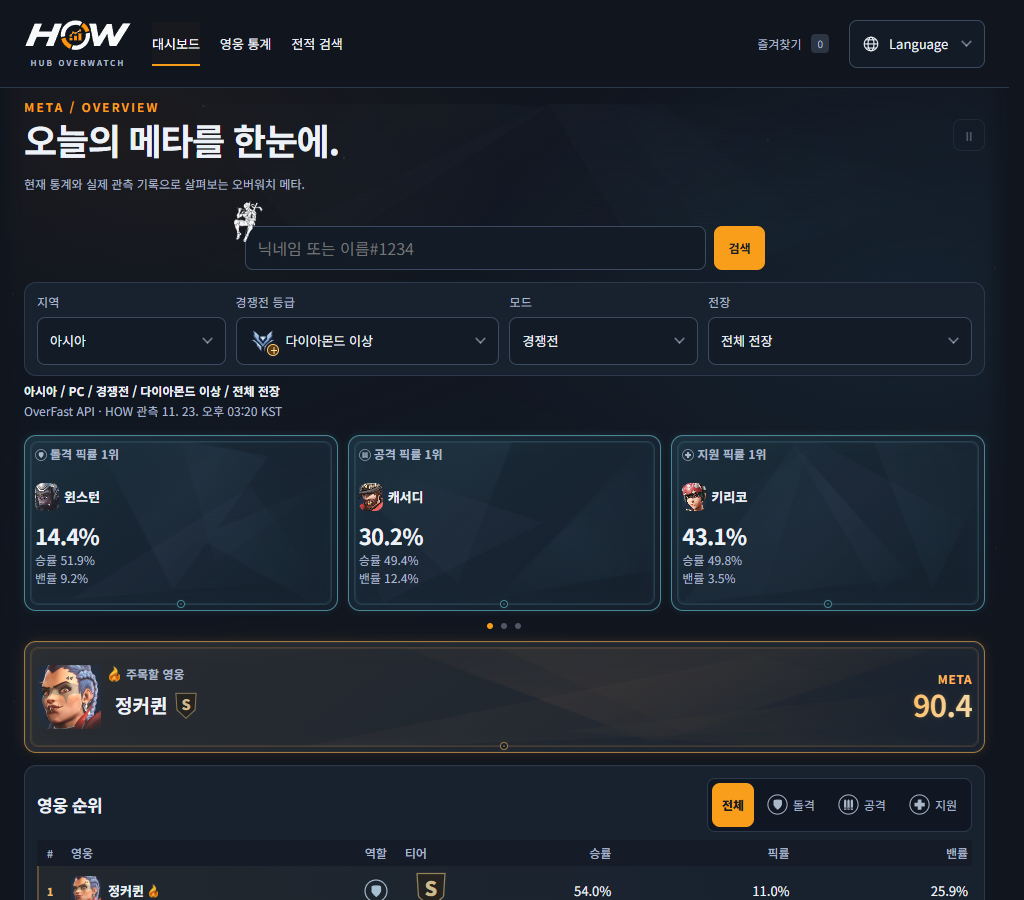 HOW
HUB OVERWATCH
대시보드 영웅 통계 전적 검색
즐겨찾기 0
Language
META / OVERVIEW
오늘의 메타를 한눈에.
현재 통계와 실제 관측 기록으로 살펴보는 오버워치 메타.
닉네임 또는 이름#1234
검색
지역 경쟁전 등급 모드 전장
아시아 다이아몬드 이상 경쟁전 전체 전장
아시아 / PC / 경쟁전 / 다이아몬드 이상 / 전체 전장
OverFast API · HOW 관측 11. 23. 오후 03:20 KST
돌격 픽률 1위
윈스턴
14.4%
승률 51.9%
밴률 9.2%
공격 픽률 1위
캐서디
30.2%
승률 49.4%
밴률 12.4%
지원 픽률 1위
키리코
43.1%
승률 49.8%
밴률 3.5%
주목할 영웅
정커퀸 S
META
90.4
영웅 순위
전체 돌격 공격 지원
# 영웅 역할 티어 승률 픽률 밴률
1 정커퀸 S 54.0% 11.0% 25.9%